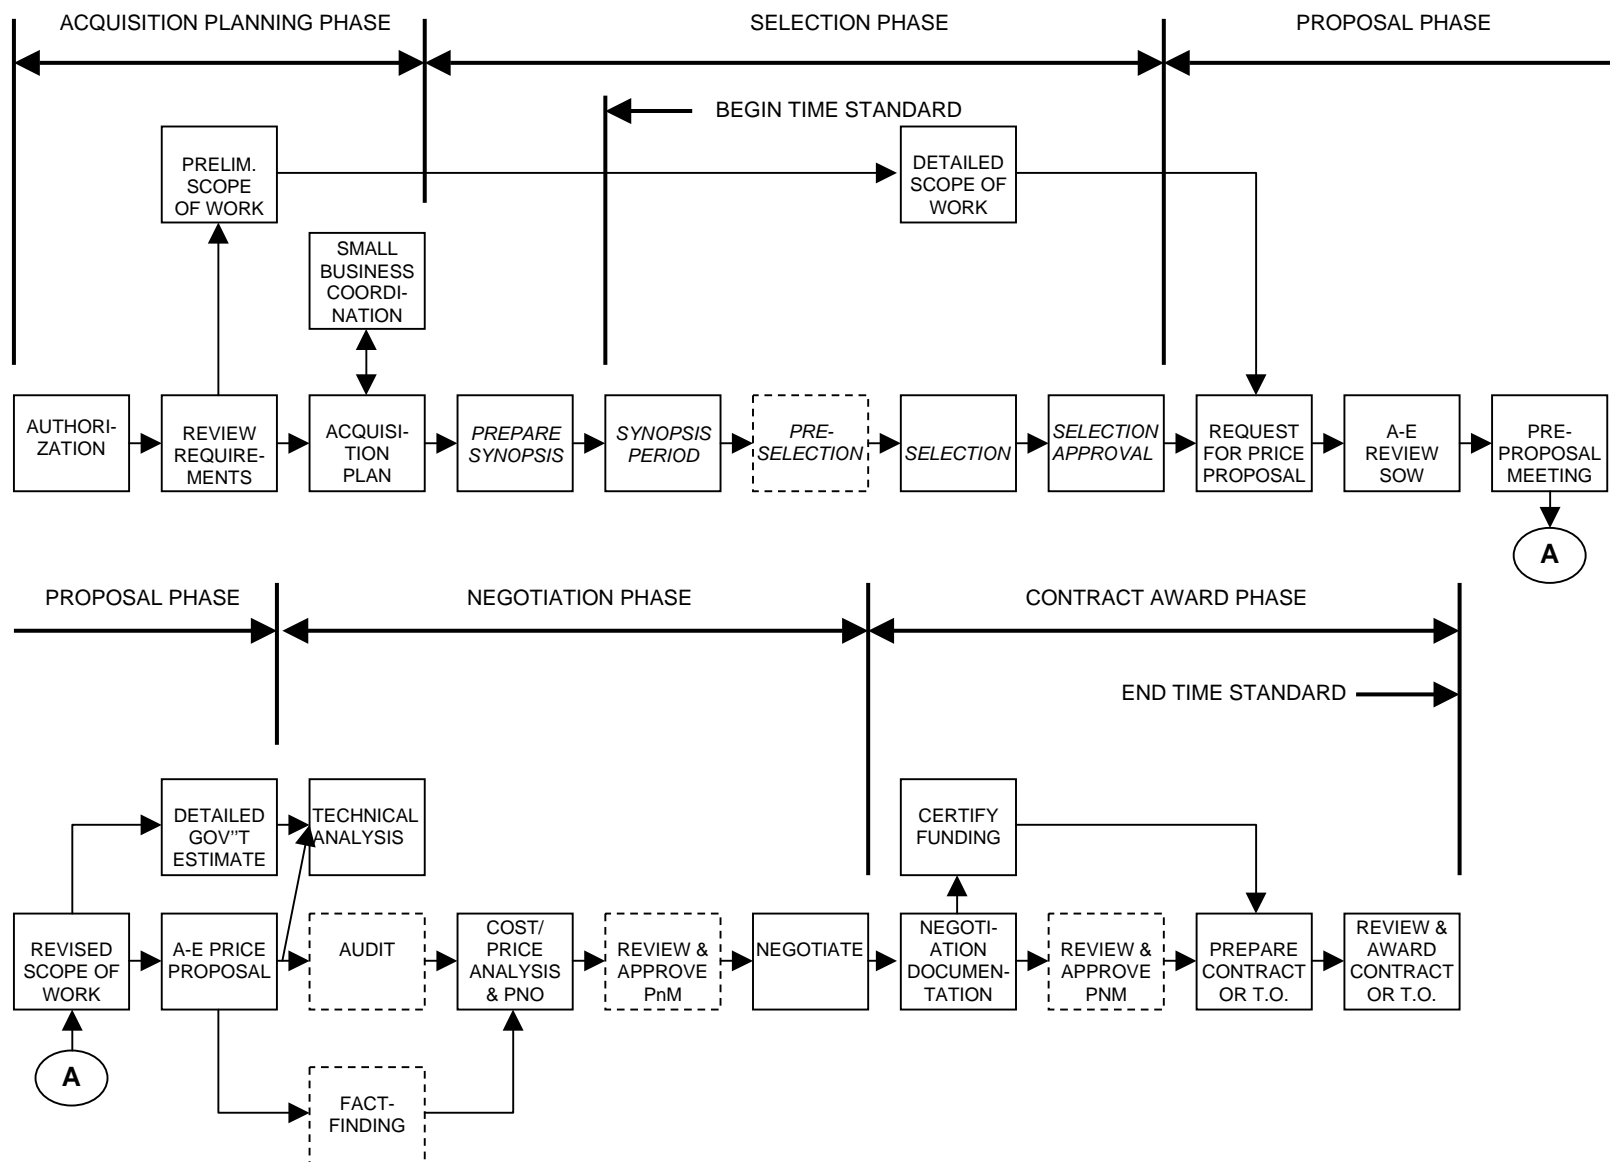 ACQUISITION PLANNING PHASE
SELECTION PHASE
PROPOSAL PHASE
BEGIN TIME STANDARD
PRELIM.
SCOPE
OF WORK
DETAILED
SCOPE OF
WORK
SMALL
BUSINESS
COORDI-
NATION
AUTHORI-
ZATION
REVIEW
REQUIRE-
MENTS
ACQUISI-
TION
PLAN
PREPARE
SYNOPSIS
SYNOPSIS
PERIOD
PRE-
SELECTION
SELECTION
SELECTION
APPROVAL
REQUEST
FOR PRICE
PROPOSAL
A-E
REVIEW
SOW
PRE-
PROPOSAL
MEETING
A
PROPOSAL PHASE
NEGOTIATION PHASE
CONTRACT AWARD PHASE
END TIME STANDARD
DETAILED
GOV"T
ESTIMATE
TECHNICAL
ANALYSIS
CERTIFY
FUNDING
REVISED
SCOPE OF
WORK
A-E PRICE
PROPOSAL
AUDIT
COST/
PRICE
ANALYSIS
& PNO
REVIEW &
APPROVE
PnM
NEGOTIATE
NEGOTI-
ATION
DOCUMEN-
TATION
REVIEW &
APPROVE
PNM
PREPARE
CONTRACT
OR T.O.
REVIEW &
AWARD
CONTRACT
OR T.O.
A
FACT-
FINDING